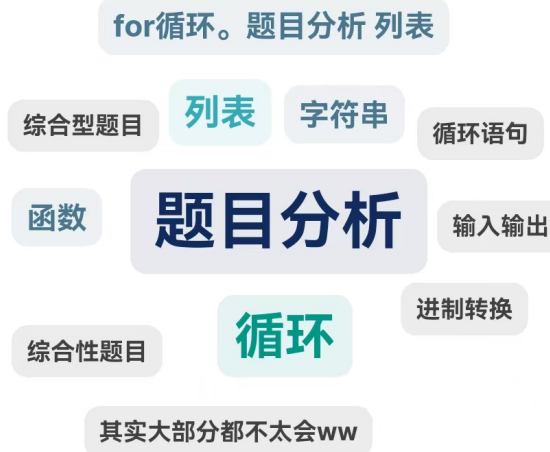 for循环。题目分析 列表
列表
字符串
综合型题目
循环语句
题目分析
函数
输入输出
进制转换
循环
综合性题目
其实大部分都不太会ww